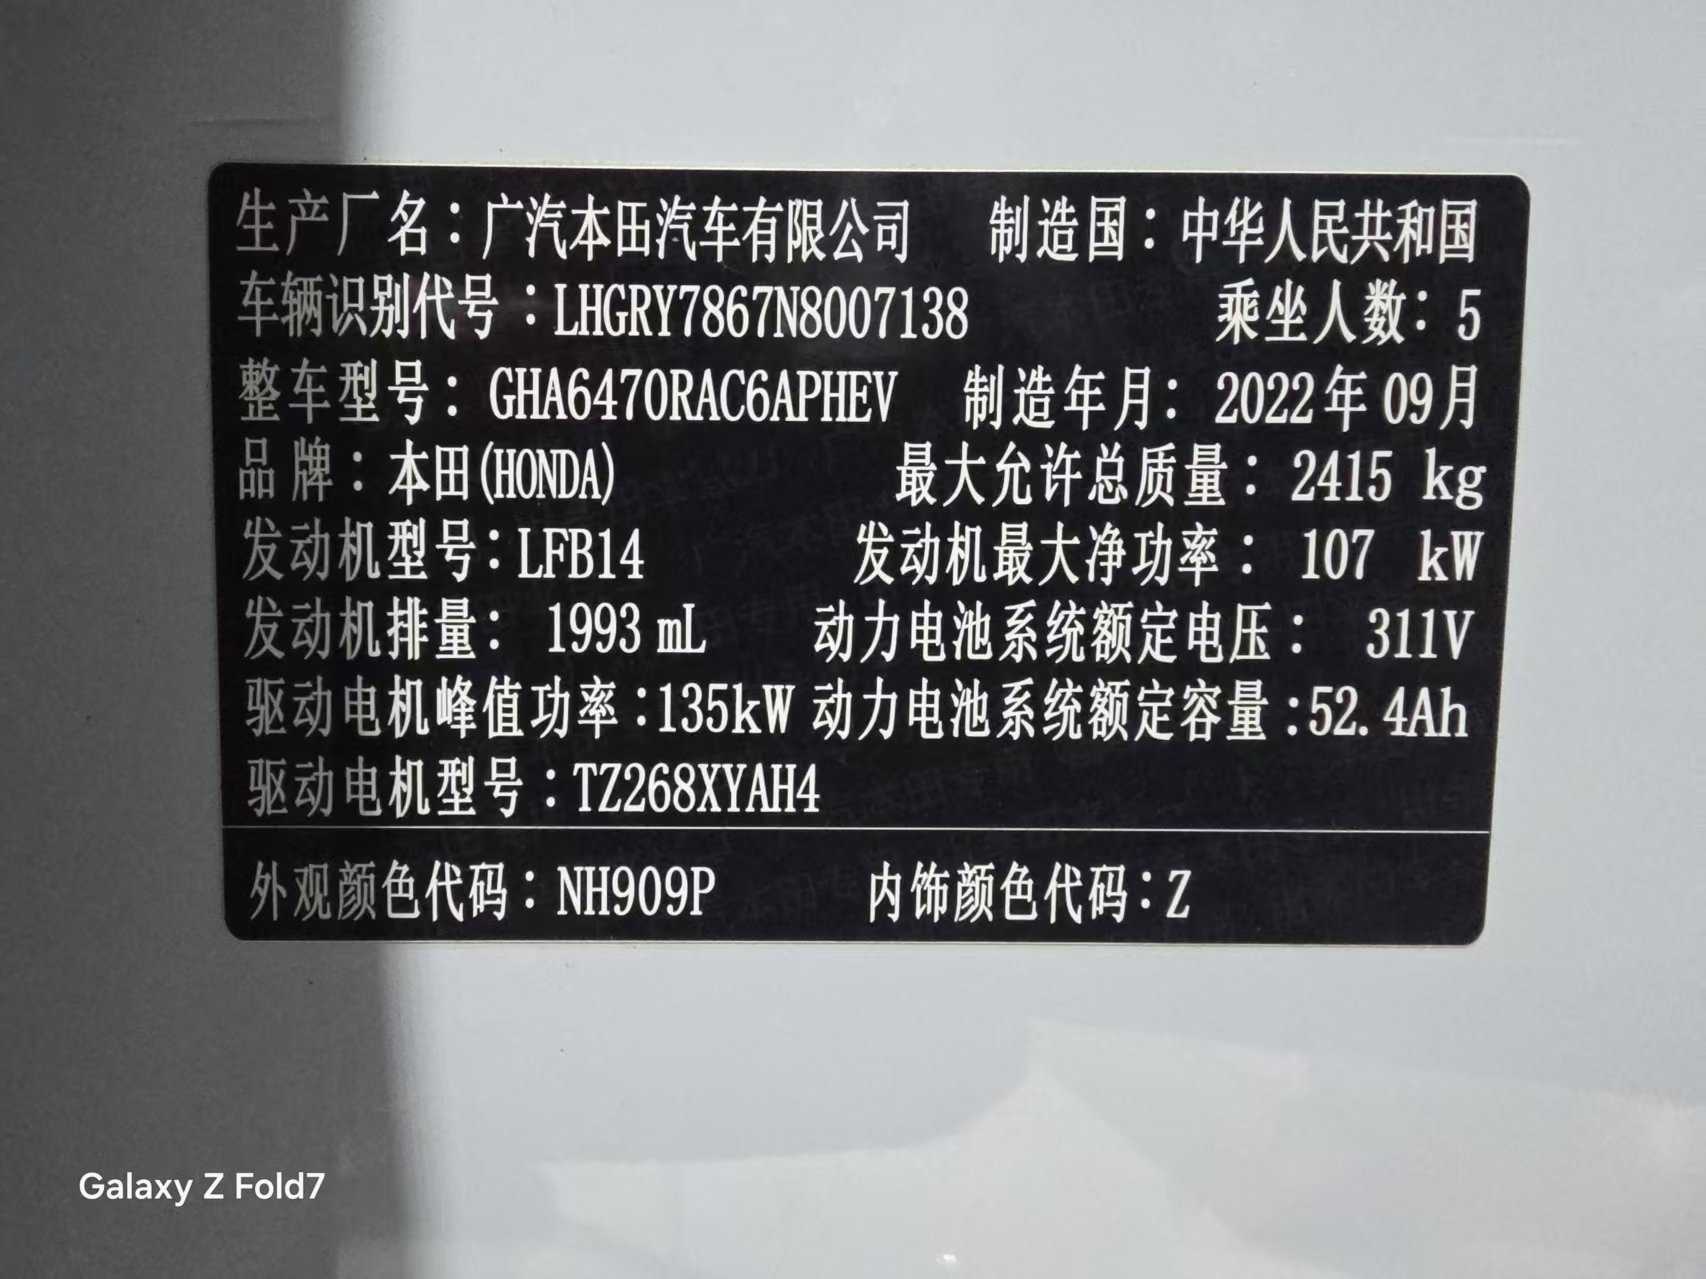 生产厂名：广汽本田汽车有限公司 制造国：中华人民共和国
车辆识别代号：LHGRY7867N8007138 乘坐人数：5
整车型号：GHA6470RAC6APHEV 制造年月：2022年09月
品牌：本田(HONDA) 最大允许总质量：2415 kg
发动机型号：LFB14 发动机最大净功率：107 kW
发动机排量：1993 mL 动力电池系统额定电压：311V
驱动电机峰值功率：135kW 动力电池系统额定容量：52.4Ah
驱动电机型号：TZ268XYAH4
外观颜色代码：NH909P 内饰颜色代码：Z
Galaxy Z Fold7